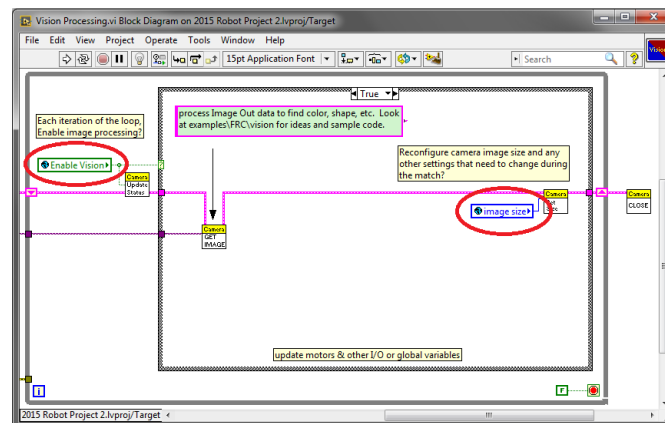 Vision Processing.vi Block Diagram on 2015 Robot Project 2.lvproj/Target
File Edit View Project Operate Tools Window Help
15pt Application Font
Search
Vision
True
process Image Out data to find color, shape, etc. Look
at examples\FRC\vision for ideas and sample code.
Each iteration of the loop,
Enable image processing?
Enable Vision
Camera
Update
Status
Reconfigure camera image size and any
other settings that need to change during
the match?
image size
Camera
Size
Camera
CLOSE
Camera
GET
IMAGE
update motors & other I/O or global variables
i
2015 Robot Project 2.lvproj/Target